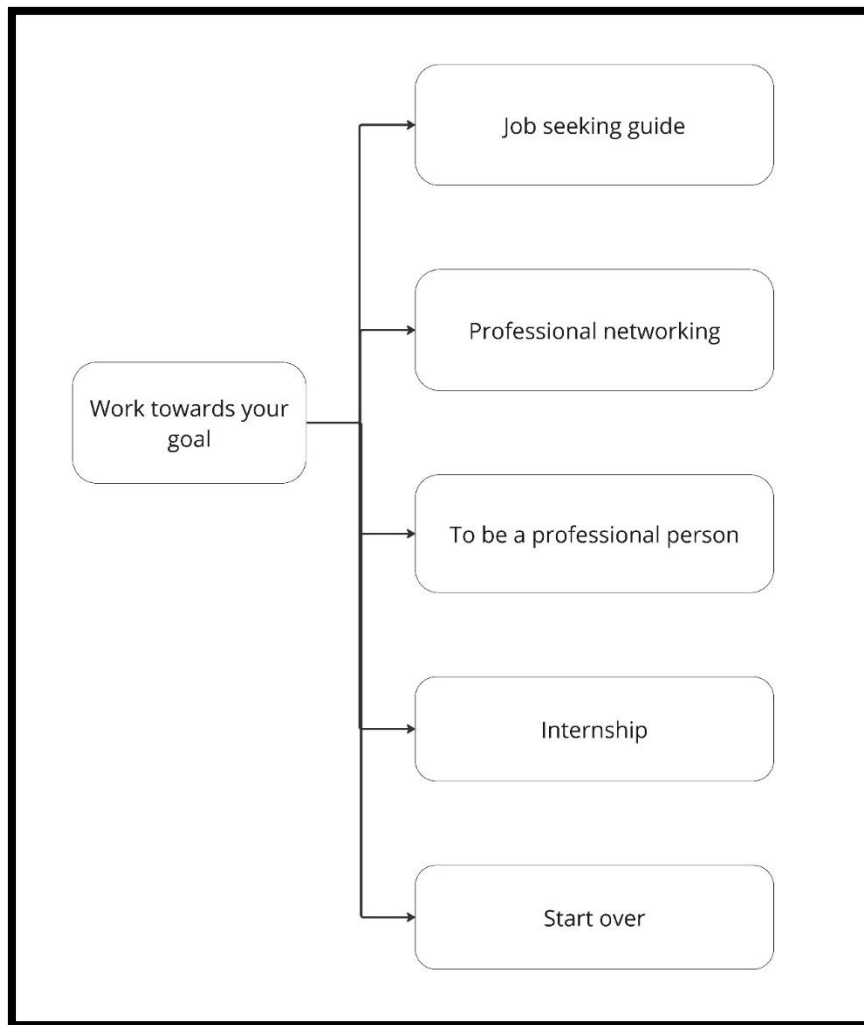 Job seeking guide
Professional networking
Work towards your
goal
To be a professional person
Internship
Start over